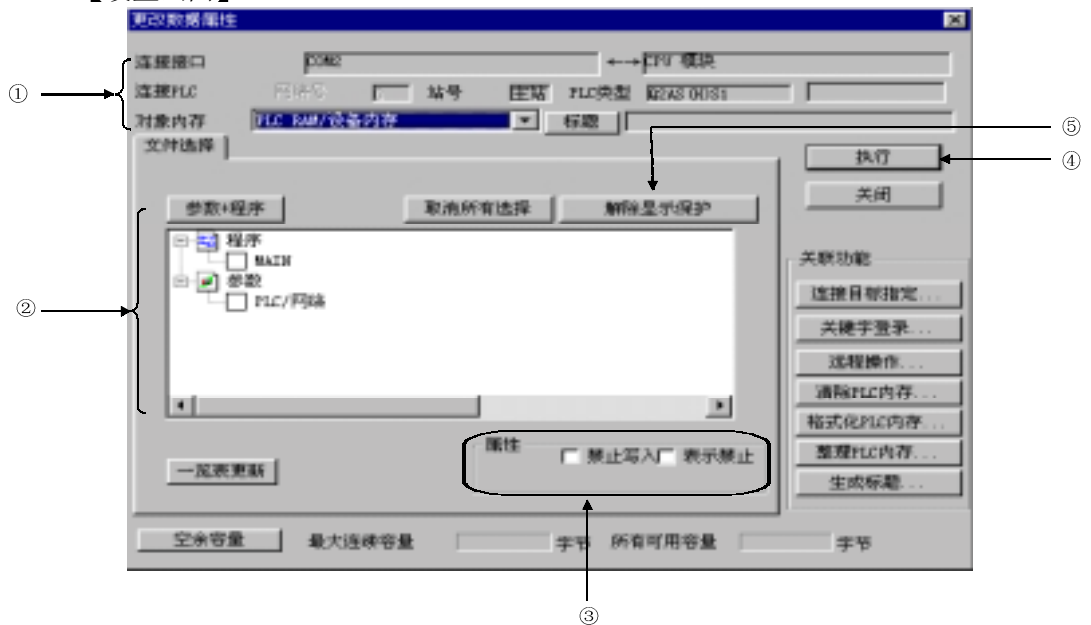 更改数据属性
连接接口 COM2 ←→ CPU 模块
①
连接PLC 网络号 站号 主站 PLC类型
对象内存 PLC RAM/设备内存 标题
⑤
文件选择
执行
④
关闭
参数+程序 取消所有选择 解除显示保护
程序
MAIN
参数
PLC/网络
②
关联功能
连接目标指定...
关键字登录...
远程操作...
清除PLC内存...
格式化PLC内存...
整理PLC内存...
生成标题...
属性
禁止写入 表示禁止
一览表更新
空余容量 最大连续容量 字节 所有可用容量 字节
③